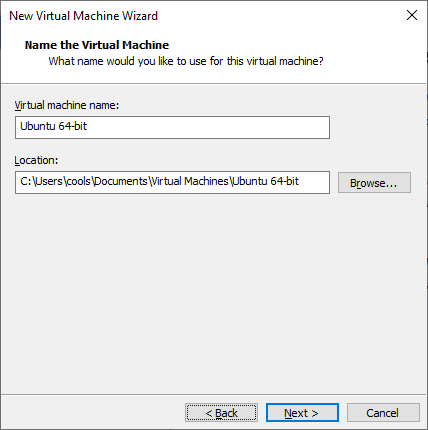 New Virtual Machine Wizard
Name the Virtual Machine
What name would you like to use for this virtual machine?
Virtual machine name:
Ubuntu 64-bit
Location:
C:\Users\cools\Documents\Virtual Machines\Ubuntu 64-bit
Browse...
< Back
Next >
Cancel